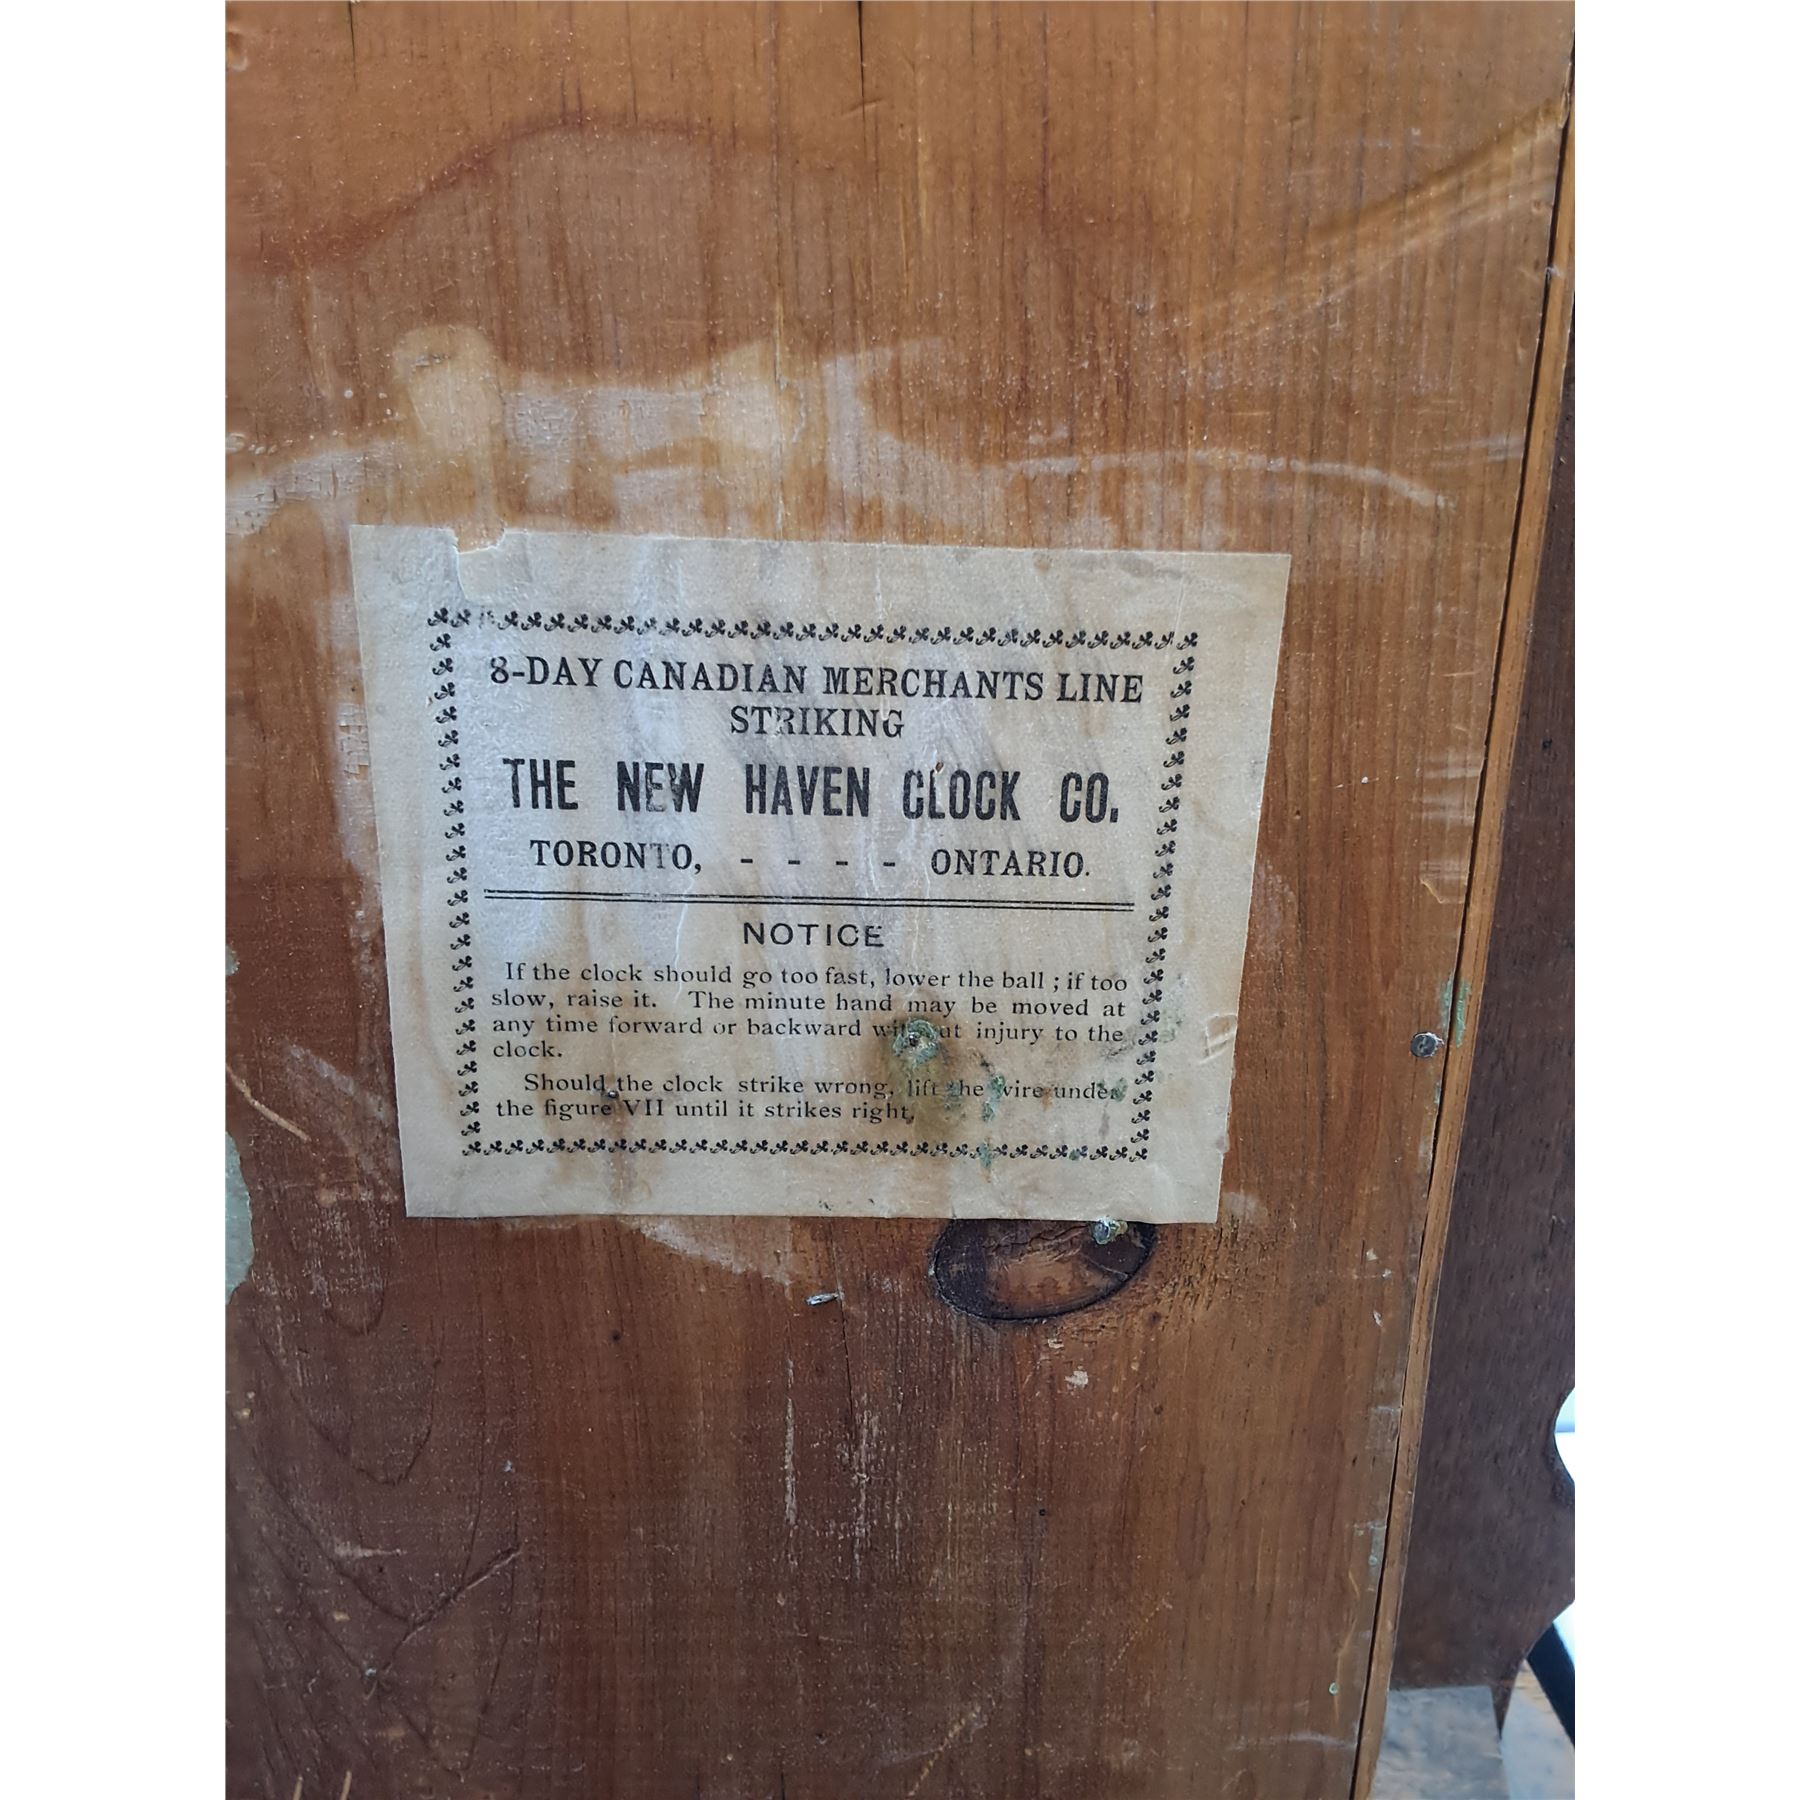 8-DAY CANADIAN MERCHANTS LINE
STRIKING
THE NEW HAVEN CLOCK CO.
TORONTO, - - - - ONTARIO.
NOTICE
If the clock should go too fast, lower the ball ; if too
slow, raise it. The minute hand may be moved at
any time forward or backward without injury to the
clock.
Should the clock strike wrong, lift the wire under
the figure VII until it strikes right.